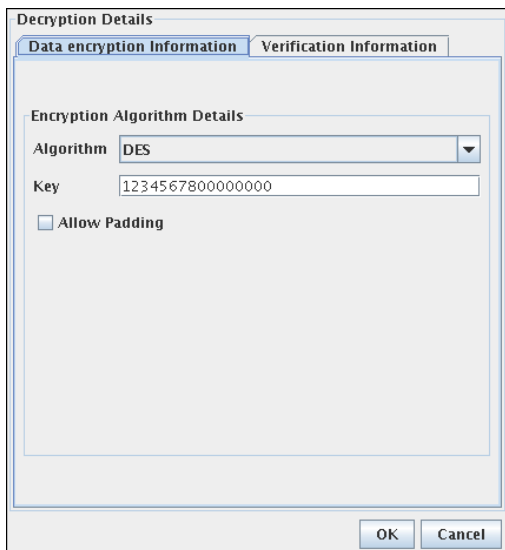 Decryption Details
Data encryption Information Verification Information
Encryption Algorithm Details
Algorithm DES
Key 1234567800000000
Allow Padding
OK Cancel